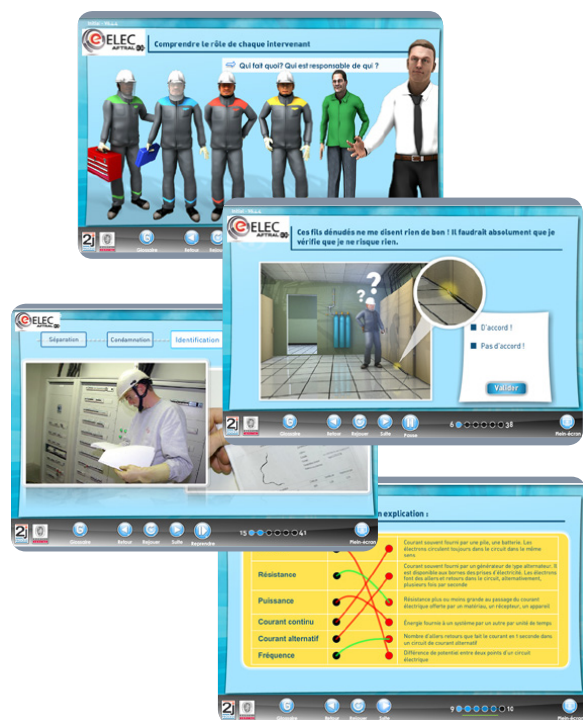 ELEC
AFTRAL
Comprendre le rôle de chaque intervenant
Qui fait quoi? Qui est responsable de qui ?
2j
Glossaire
Retour
ELEC
AFTRAL
Ces fils dénudés ne me disent rien de bon ! Il faudrait absolument que je
vérifie que je ne risque rien.
? ?
D'accord !
Pas d'accord !
Valider
2j
Glossaire
Retour
Rejouer
Suite
Pause
6
38
Plein-écran
ELEC
AFTRAL
Séparation
Condamnation
Identification
2j
Glossaire
Retour
Rejouer
Suite
Reprendre
15
41
Plein-écran
n explication :
Courant souvent fourni par une pile, une batterie. Les
électrons circulent toujours dans le circuit dans le même
sens
Résistance
Courant souvent fourni par un générateur de type alternateur. Il
est disponible aux bornes des prises d'électricité. Les électrons
font des allers et retours dans le circuit, alternativement,
plusieurs fois par seconde
Puissance
Résistance plus ou moins grande au passage du courant
électrique offerte par un matériau, un récepteur, un appareil
Courant continu
Énergie fournie à un système par un autre par unité de temps
Courant alternatif
Nombre d'allers retours que fait le courant en 1 seconde dans
un circuit de courant alternatif
Fréquence
Différence de potentiel entre deux points d'un circuit
électrique
2j
Glossaire
Retour
Rejouer
Suite
9
10
Plein-écran